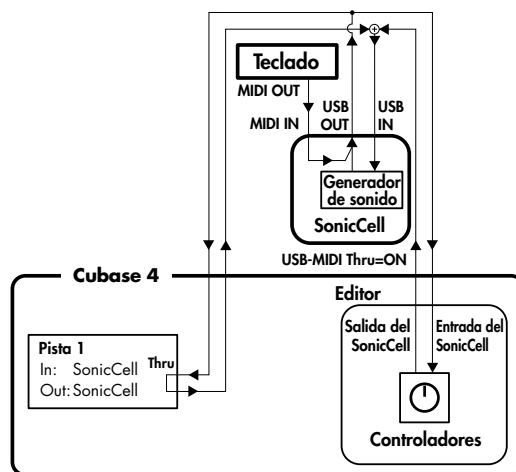 Teclado
MIDI OUT
MIDI IN
USB
OUT
USB
IN
Generador
de sonido
SonicCell
USB-MIDI Thru=ON
Cubase 4
Editor
Pista 1
In: SonicCell
Out: SonicCell
Thru
Salida del
SonicCell
Entrada del
SonicCell
Controladores